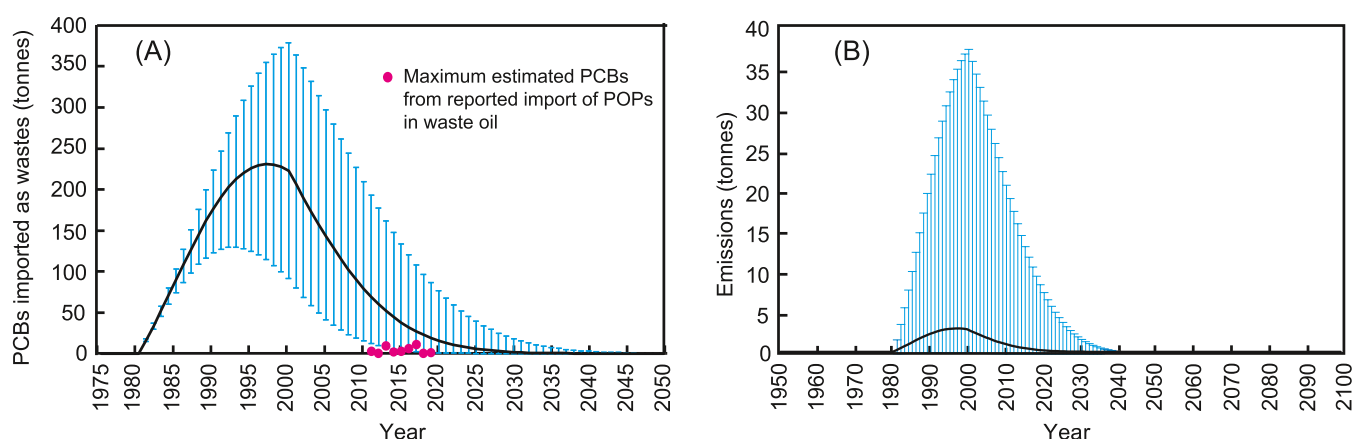 (A)
PCBs imported as wastes (tonnes)
400
350
300
250
200
150
100
50
0
Maximum estimated PCBs
from reported import of POPs
in waste oil
1975 1980 1985 1990 1995 2000 2005 2010 2015 2020 2025 2030 2035 2040 2045 2050
Year
(B)
Emissions (tonnes)
40
35
30
25
20
15
10
5
0
1950 1960 1970 1980 1990 2000 2010 2020 2030 2040 2050 2060 2070 2080 2090 2100
Year